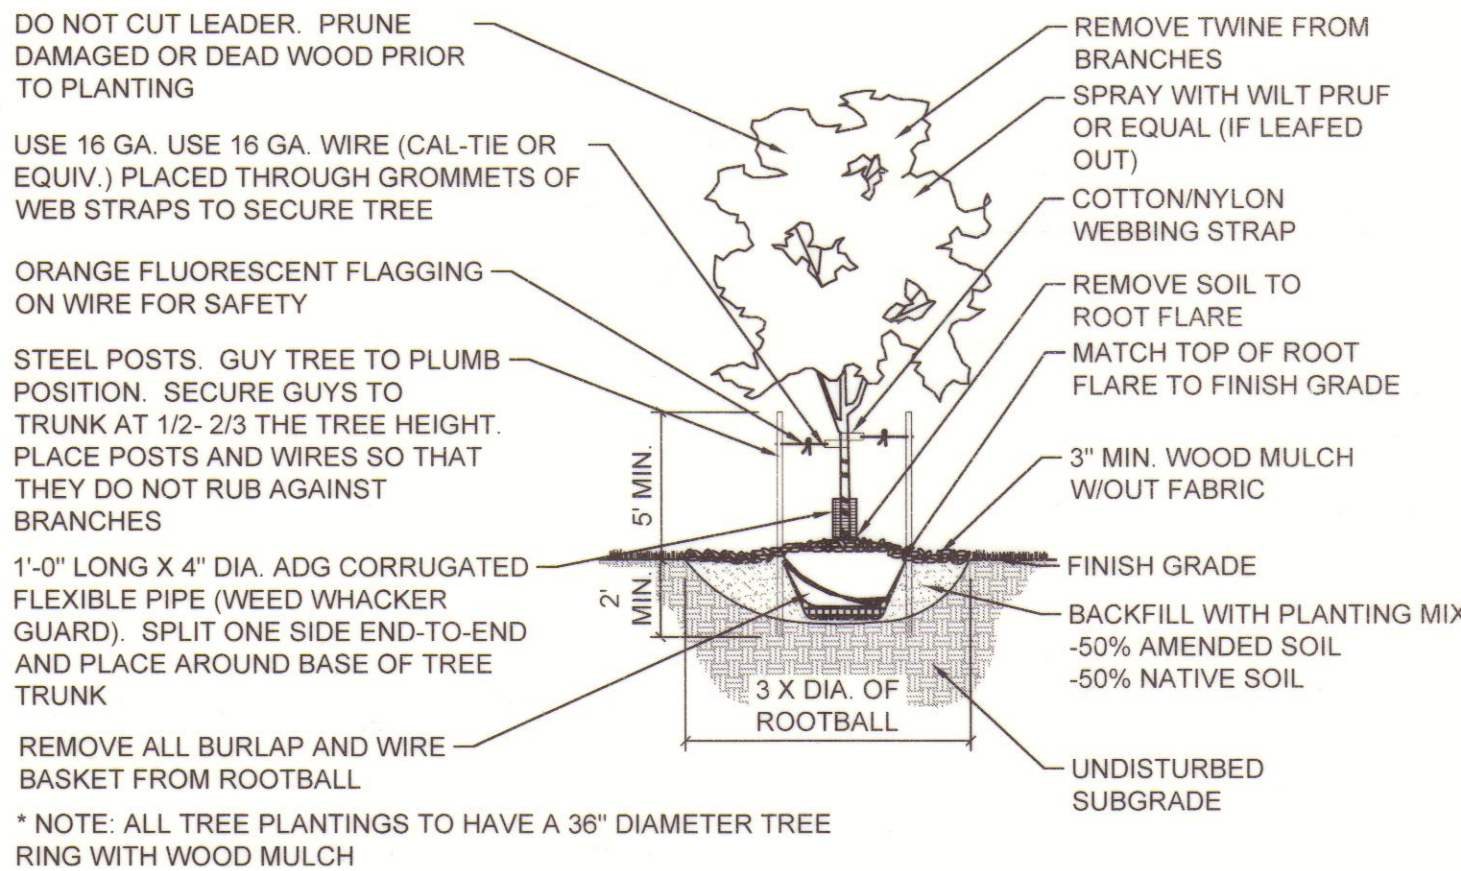 DO NOT CUT LEADER. PRUNE
DAMAGED OR DEAD WOOD PRIOR
TO PLANTING
USE 16 GA. USE 16 GA. WIRE (CAL-TIE OR
EQUIV.) PLACED THROUGH GROMMETS OF
WEB STRAPS TO SECURE TREE
ORANGE FLUORESCENT FLAGGING
ON WIRE FOR SAFETY
STEEL POSTS. GUY TREE TO PLUMB
POSITION. SECURE GUYS TO
TRUNK AT 1/2- 2/3 THE TREE HEIGHT.
PLACE POSTS AND WIRES SO THAT
THEY DO NOT RUB AGAINST
BRANCHES
1'-0" LONG X 4" DIA. ADG CORRUGATED
FLEXIBLE PIPE (WEED WHACKER
GUARD). SPLIT ONE SIDE END-TO-END
AND PLACE AROUND BASE OF TREE
TRUNK
REMOVE ALL BURLAP AND WIRE
BASKET FROM ROOTBALL
* NOTE: ALL TREE PLANTINGS TO HAVE A 36" DIAMETER TREE
RING WITH WOOD MULCH
5' MIN.
2'
MIN.
3 X DIA. OF
ROOTBALL
REMOVE TWINE FROM
BRANCHES
SPRAY WITH WILT PRUF
OR EQUAL (IF LEAFED
OUT)
COTTON/NYLON
WEBBING STRAP
REMOVE SOIL TO
ROOT FLARE
MATCH TOP OF ROOT
FLARE TO FINISH GRADE
3" MIN. WOOD MULCH
W/OUT FABRIC
FINISH GRADE
BACKFILL WITH PLANTING MIX
-50% AMENDED SOIL
-50% NATIVE SOIL
UNDISTURBED
SUBGRADE